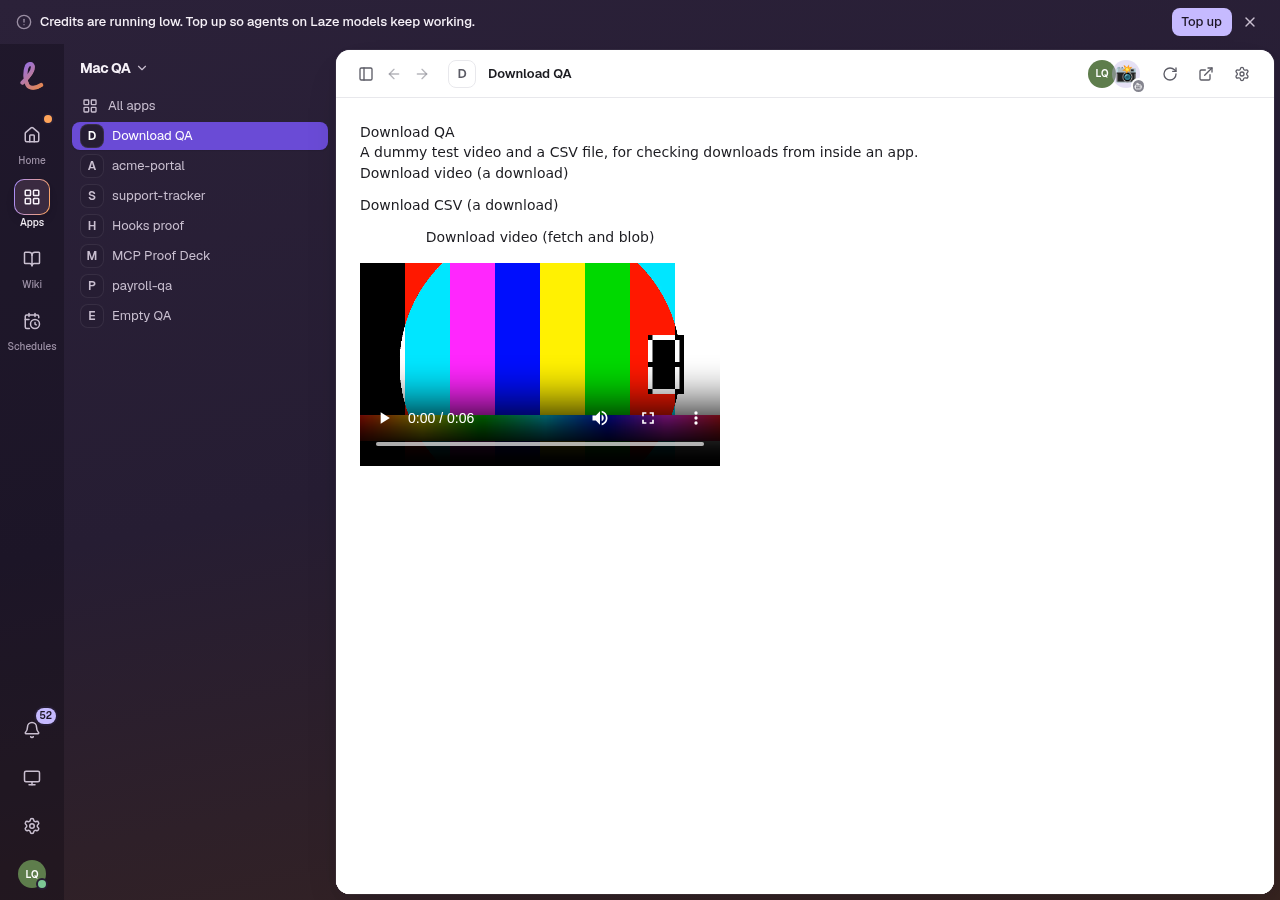 Credits are running low. Top up so agents on Laze models keep working.
Top up
Mac QA
All apps
D Download QA
A acme-portal
S support-tracker
H Hooks proof
M MCP Proof Deck
P payroll-qa
E Empty QA
Home
Apps
Wiki
Schedules
52
LQ
D Download QA
LQ
Download QA
A dummy test video and a CSV file, for checking downloads from inside an app.
Download video (a download)
Download CSV (a download)
Download video (fetch and blob)
0:00 / 0:06